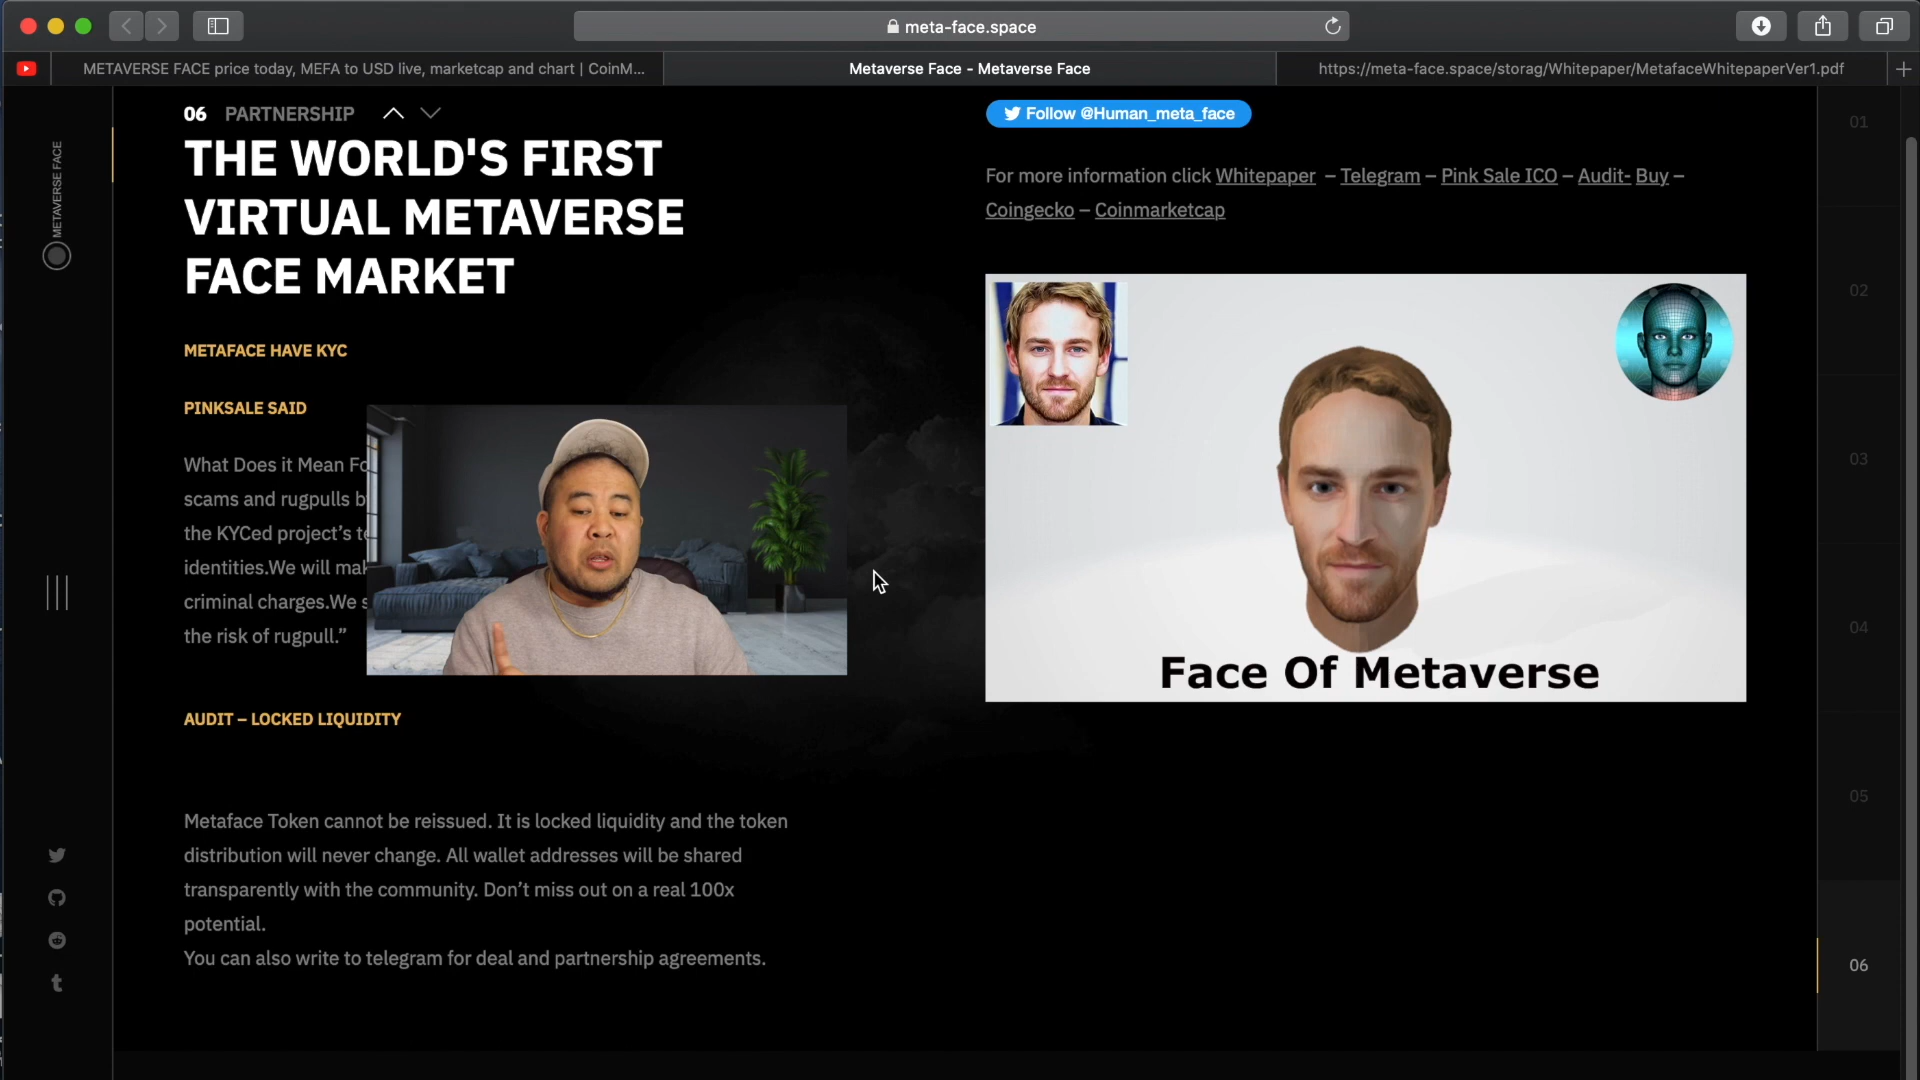 meta-face.space
METAVERSE FACE price today, MEFA to USD live, marketcap and chart | CoinM...
Metaverse Face - Metaverse Face
https://meta-face.space/storag/Whitepaper/MetafaceWhitepaperVer1.pdf
METAVERSE FACE
06 PARTNERSHIP
THE WORLD'S FIRST
VIRTUAL METAVERSE
FACE MARKET
METAFACE HAVE KYC
PINKSALE SAID
What Does it Mean Fo
scams and rugpulls b
the KYCed project's te
identities.We will mak
criminal charges.We s
the risk of rugpull.”
AUDIT – LOCKED LIQUIDITY
Metaface Token cannot be reissued. It is locked liquidity and the token
distribution will never change. All wallet addresses will be shared
transparently with the community. Don't miss out on a real 100x
potential.
You can also write to telegram for deal and partnership agreements.
Follow @Human_meta_face
For more information click Whitepaper – Telegram – Pink Sale ICO – Audit- Buy –
Coingecko – Coinmarketcap
Face Of Metaverse
01
02
03
04
05
06